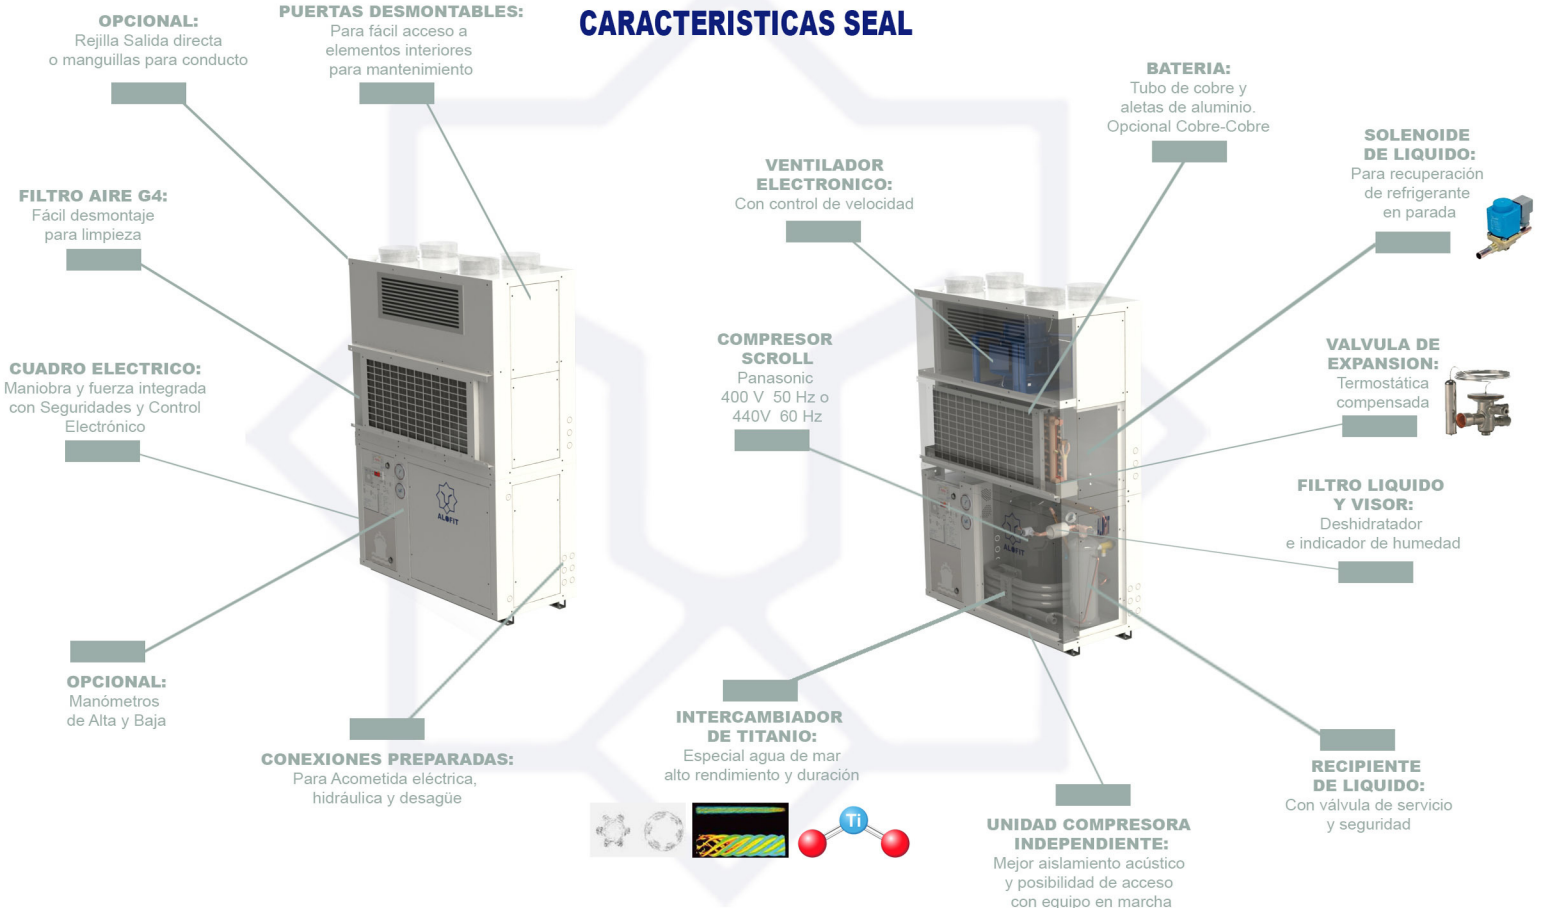 CARACTERISTICAS SEAL
OPCIONAL:
Rejilla Salida directa
o manguillas para conducto
PUERTAS DESMONTABLES:
Para fácil acceso a
elementos interiores
para mantenimiento
FILTRO AIRE G4:
Fácil desmontaje
para limpieza
CUADRO ELECTRICO:
Maniobra y fuerza integrada
con Seguridades y Control
Electrónico
OPCIONAL:
Manómetros
de Alta y Baja
CONEXIONES PREPARADAS:
Para Acometida eléctrica,
hidráulica y desagüe
ALOFIT
VENTILADOR
ELECTRONICO:
Con control de velocidad
COMPRESOR
SCROLL
Panasonic
400 V 50 Hz o
440V 60 Hz
BATERIA:
Tubo de cobre y
aletas de aluminio.
Opcional Cobre-Cobre
SOLENOIDE
DE LIQUIDO:
Para recuperación
de refrigerante
en parada
VALVULA DE
EXPANSION:
Termostática
compensada
FILTRO LIQUIDO
Y VISOR:
Deshidratador
e indicador de humedad
ALOFIT
INTERCAMBIADOR
DE TITANIO:
Especial agua de mar
alto rendimiento y duración
Ti
UNIDAD COMPRESORA
INDEPENDIENTE:
Mejor aislamiento acústico
y posibilidad de acceso
con equipo en marcha
RECIPIENTE
DE LIQUIDO:
Con válvula de servicio
y seguridad